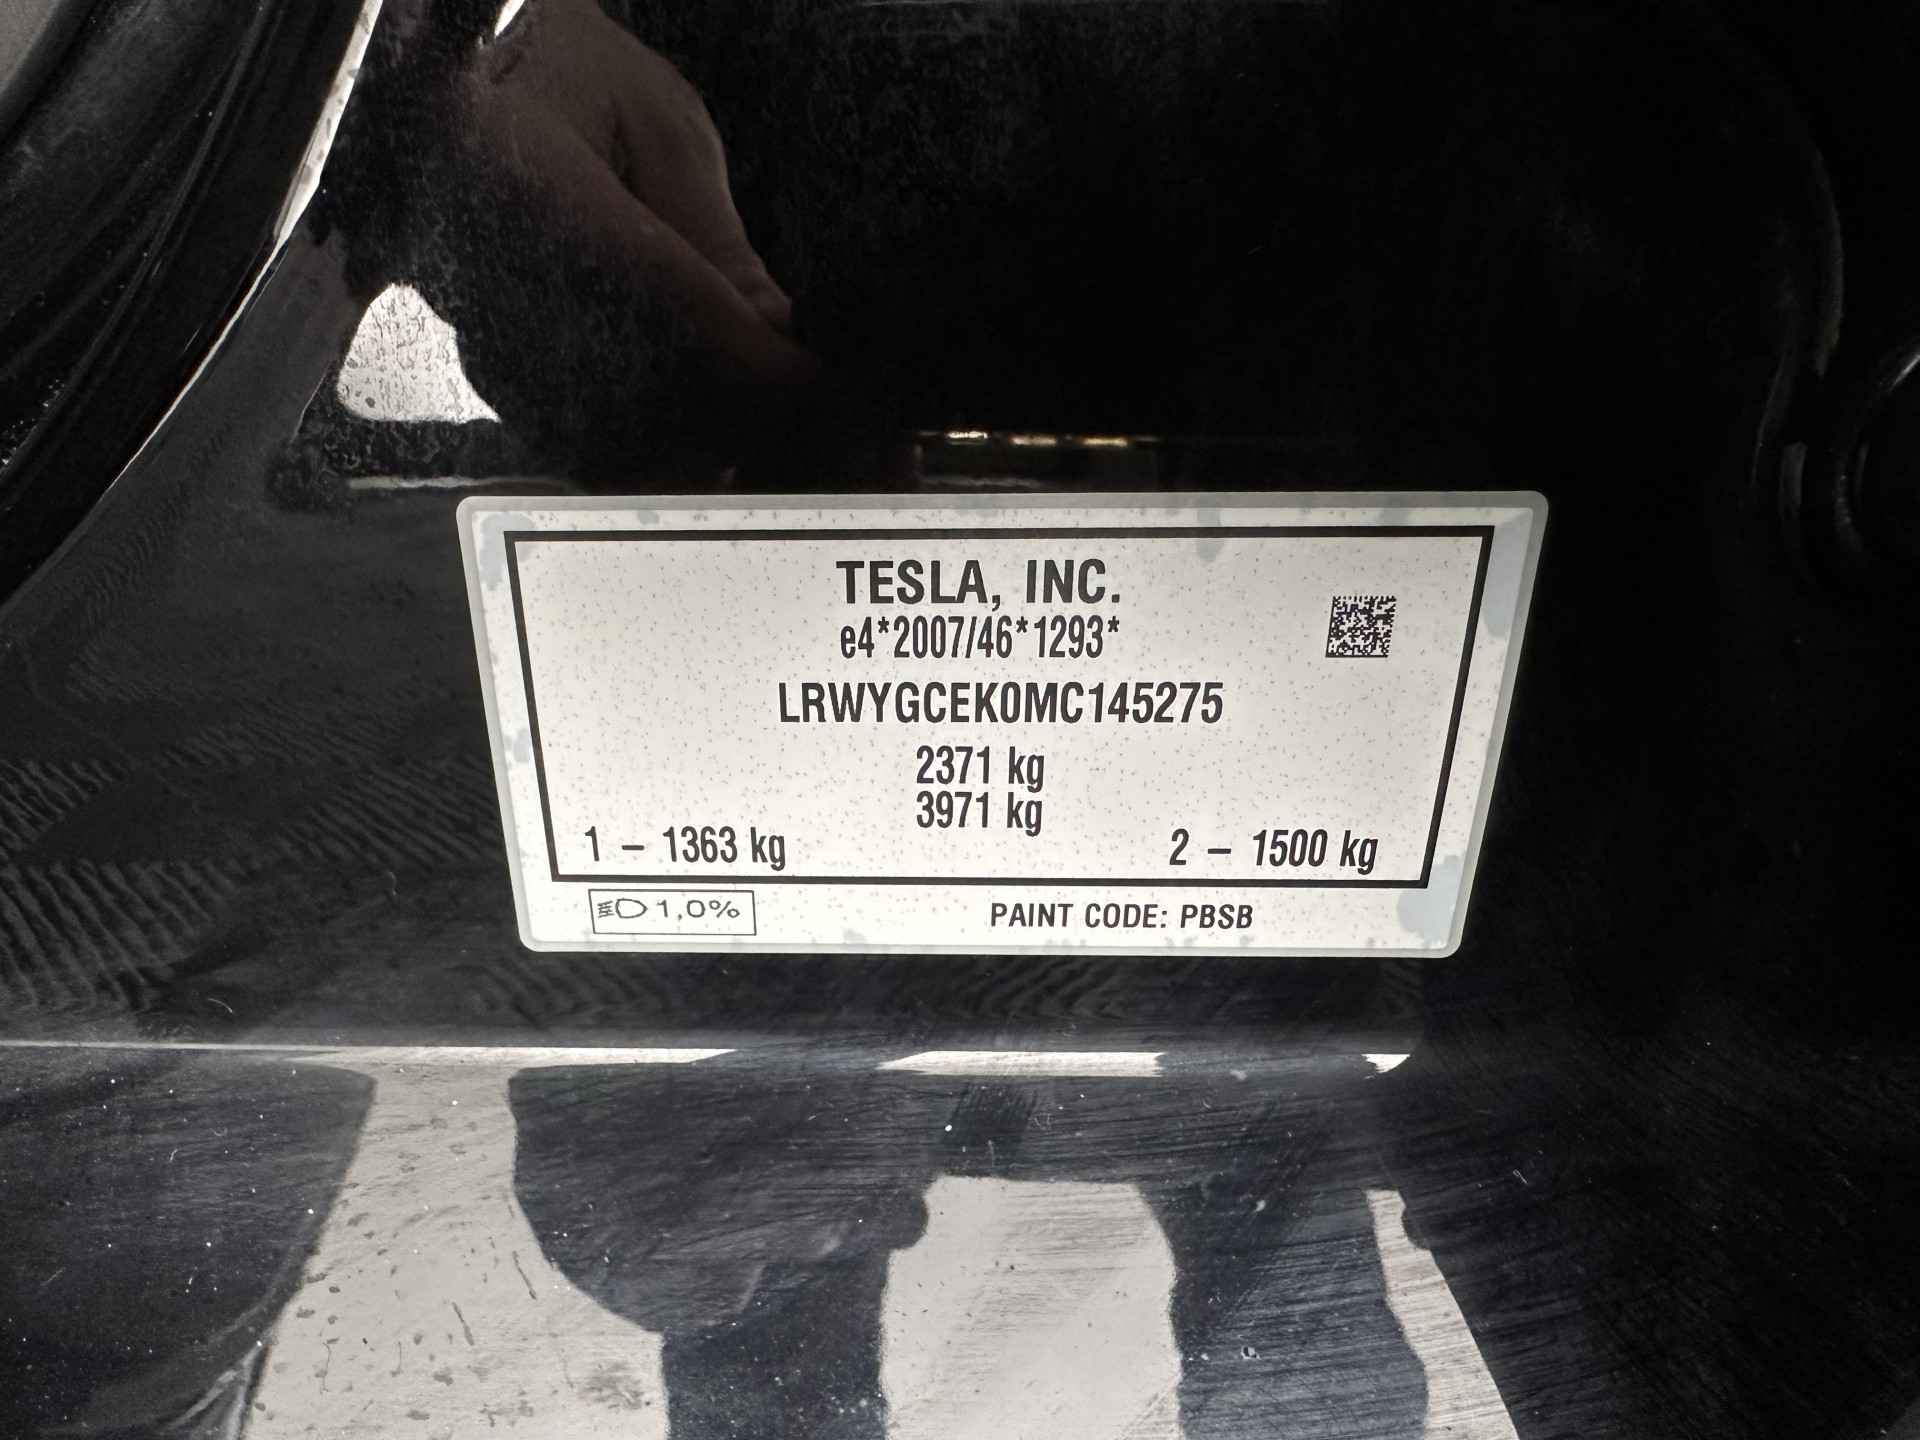 TESLA, INC.
e4*2007/46*1293*
LRWYGCEK0MC145275
2371 kg
3971 kg
1 – 1363 kg 2 – 1500 kg
1,0% PAINT CODE: PBSB